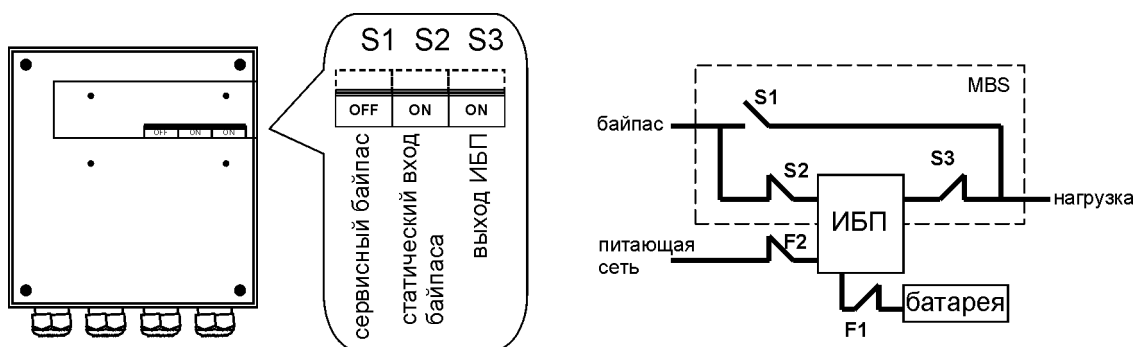 S1 S2 S3
OFF ON ON
OFF ON ON
сервисный байпас
статический вход
байпаса
выход ИБП
MBS
S1
байпас
S2
S3
ИБП
нагрузка
питающая
сеть
F2
батарея
F1